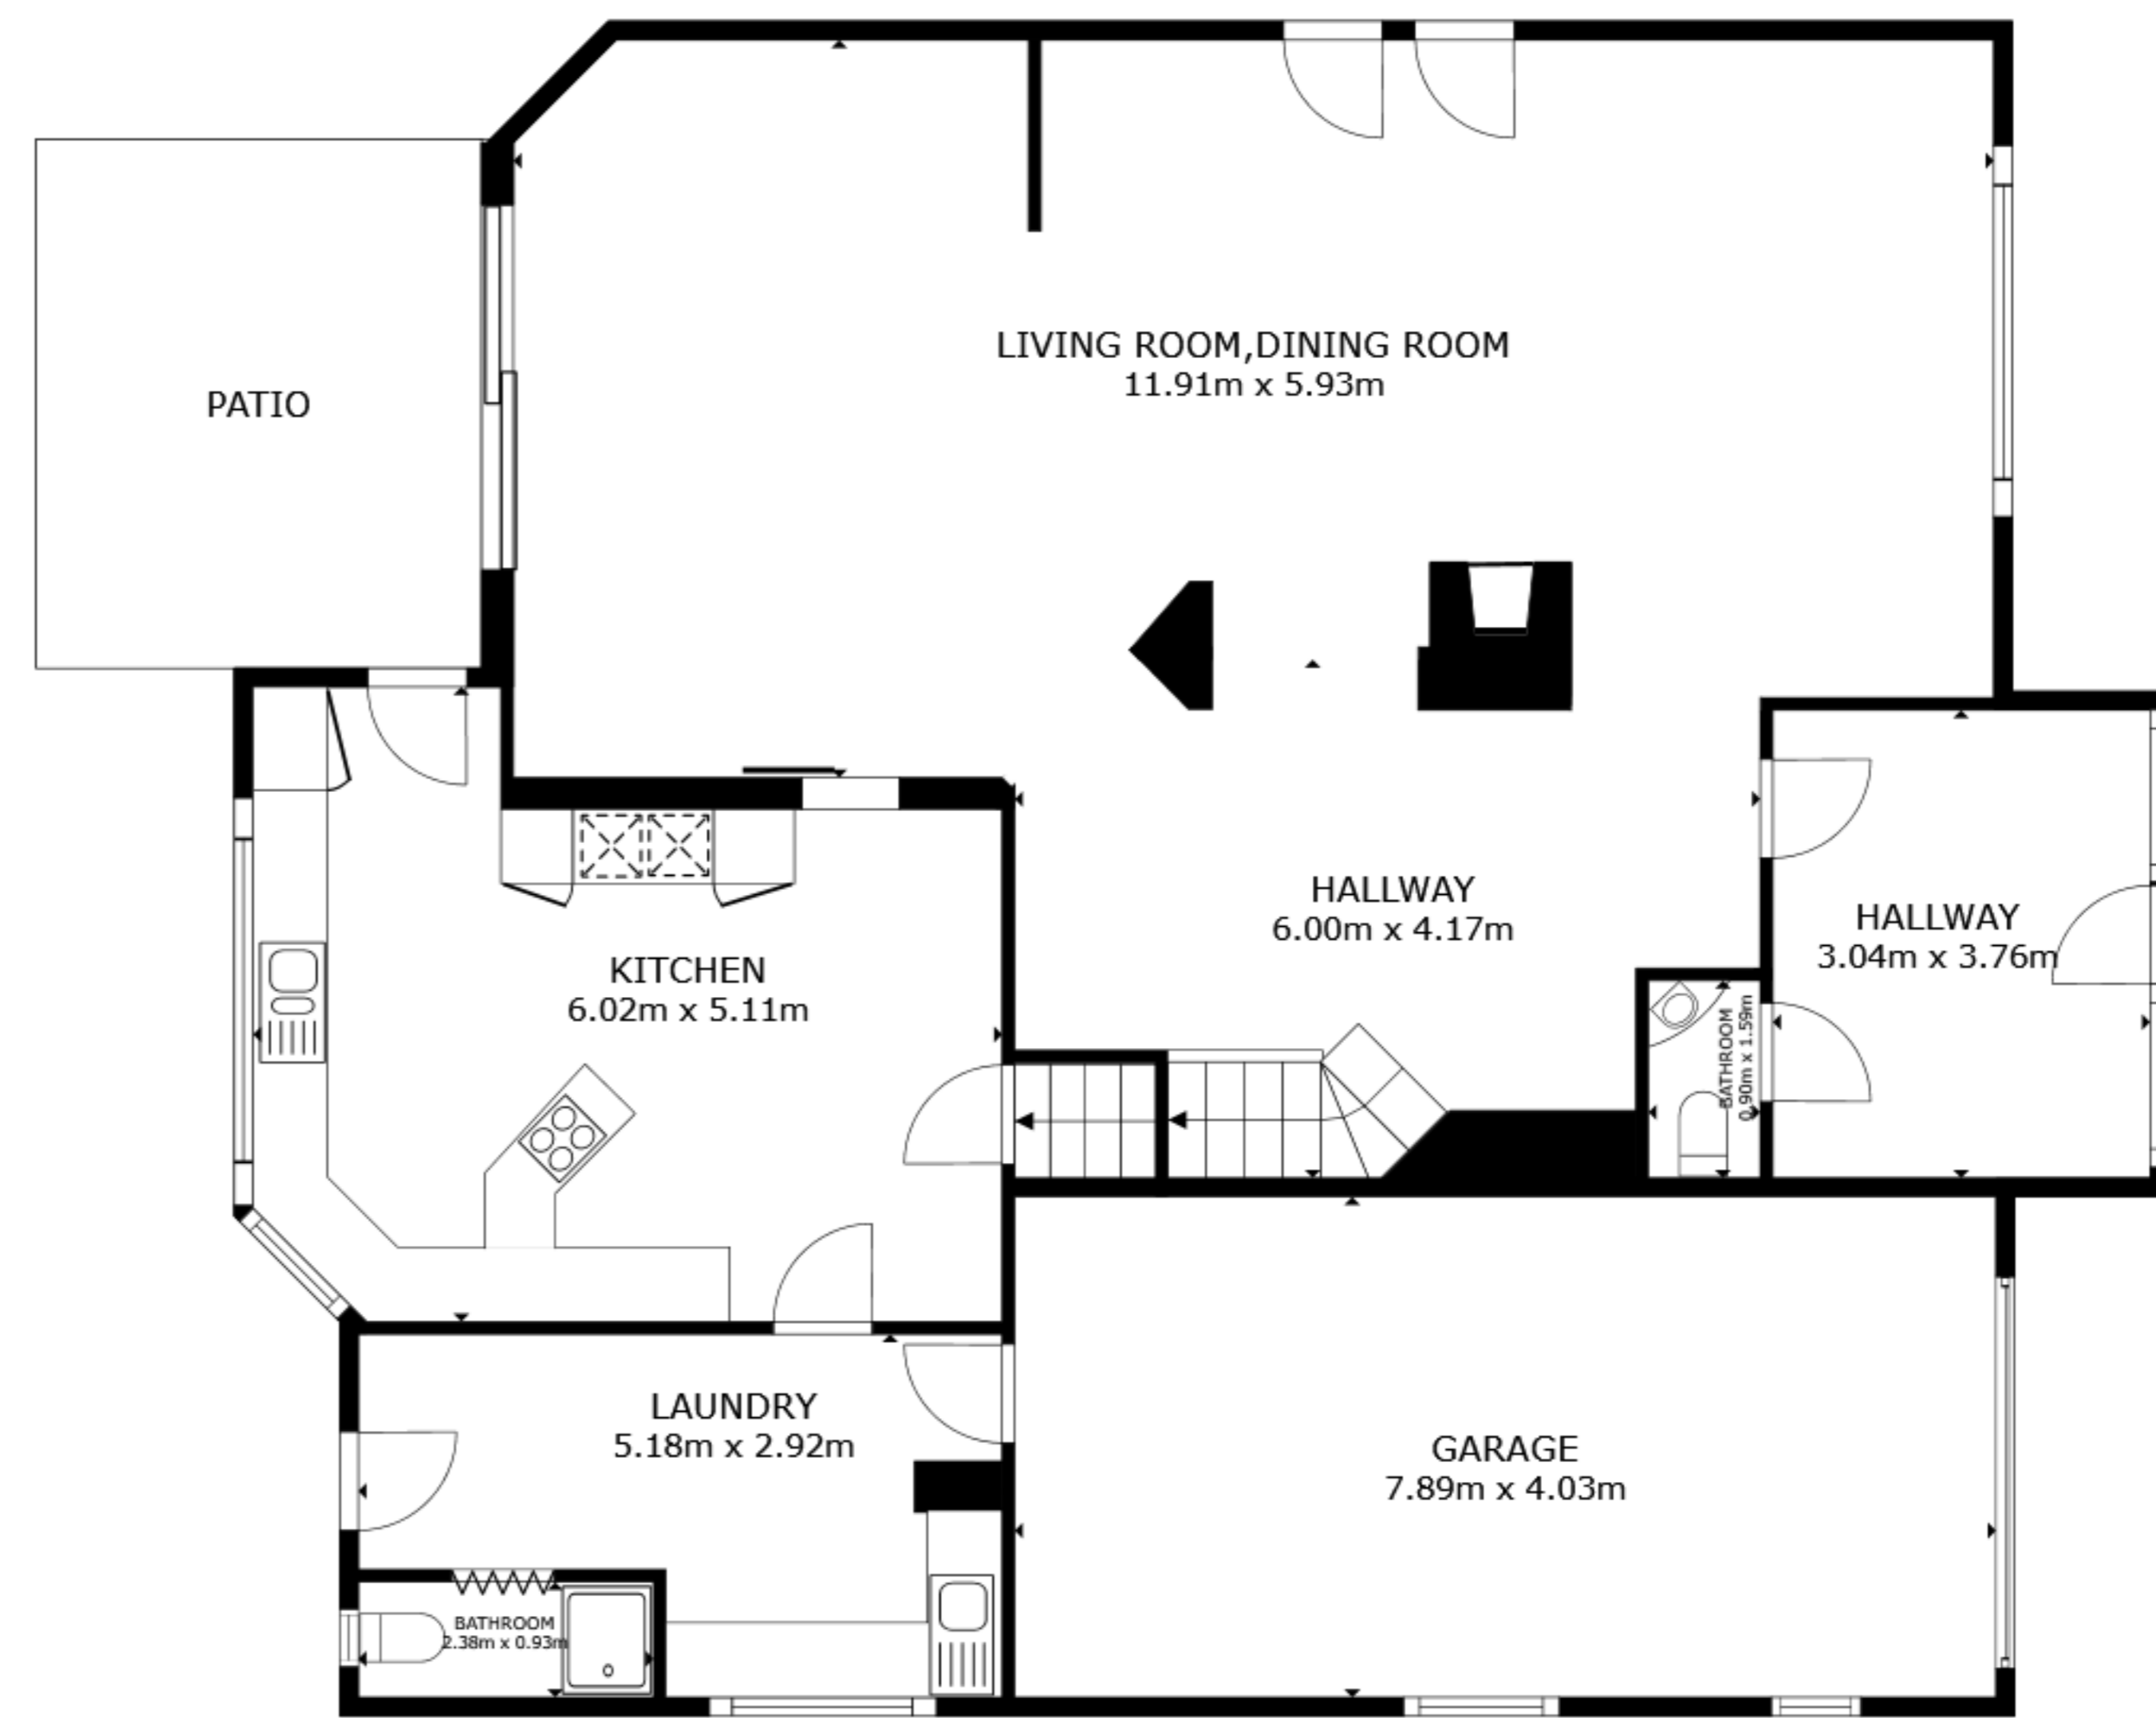 LIVING ROOM,DINING ROOM
11.91m x 5.93m
PATIO
HALLWAY
6.00m x 4.17m
HALLWAY
3.04m x 3.76m
KITCHEN
6.02m x 5.11m
BATHROOM
0.90m x 1.59m
LAUNDRY
5.18m x 2.92m
GARAGE
7.89m x 4.03m
BATHROOM
2.38m x 0.93m